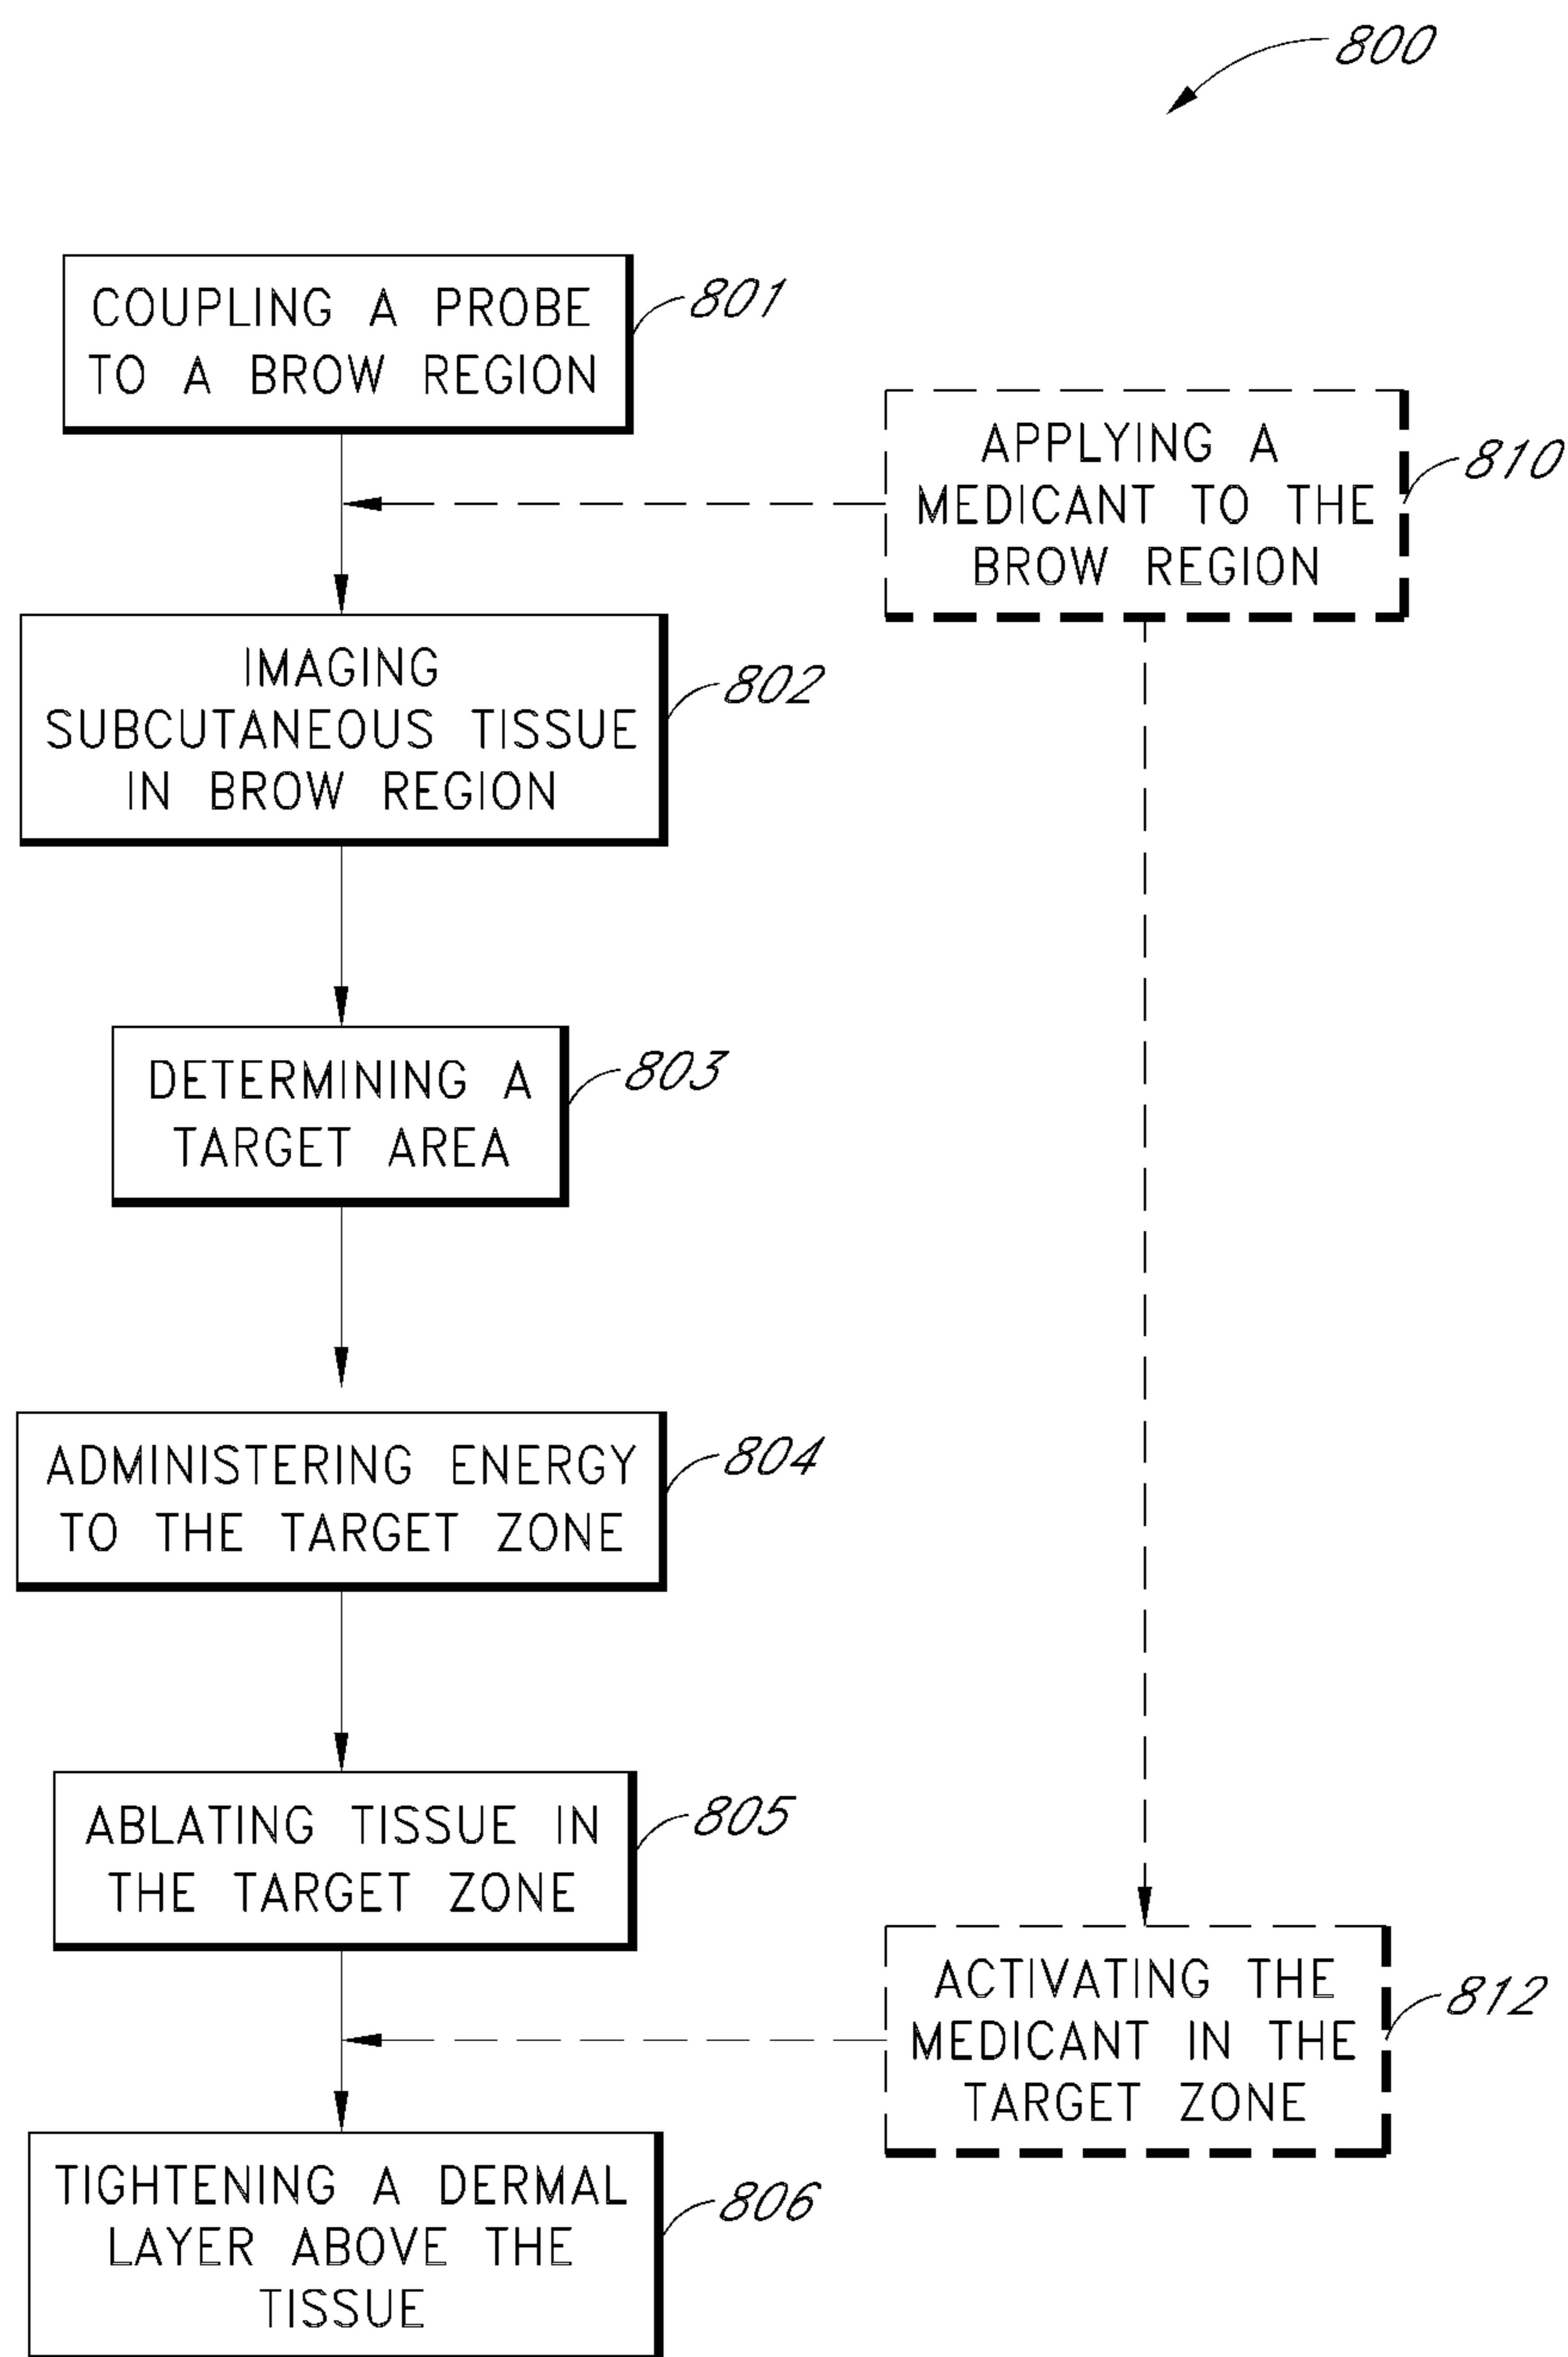 800
COUPLING A PROBE
TO A BROW REGION
801
APPLYING A
MEDICANT TO THE
BROW REGION
810
IMAGING
SUBCUTANEOUS TISSUE
IN BROW REGION
802
DETERMINING A
TARGET AREA
803
ADMINISTERING ENERGY
TO THE TARGET ZONE
804
ABLATING TISSUE IN
THE TARGET ZONE
805
ACTIVATING THE
MEDICANT IN THE
TARGET ZONE
812
TIGHTENING A DERMAL
LAYER ABOVE THE
TISSUE
806